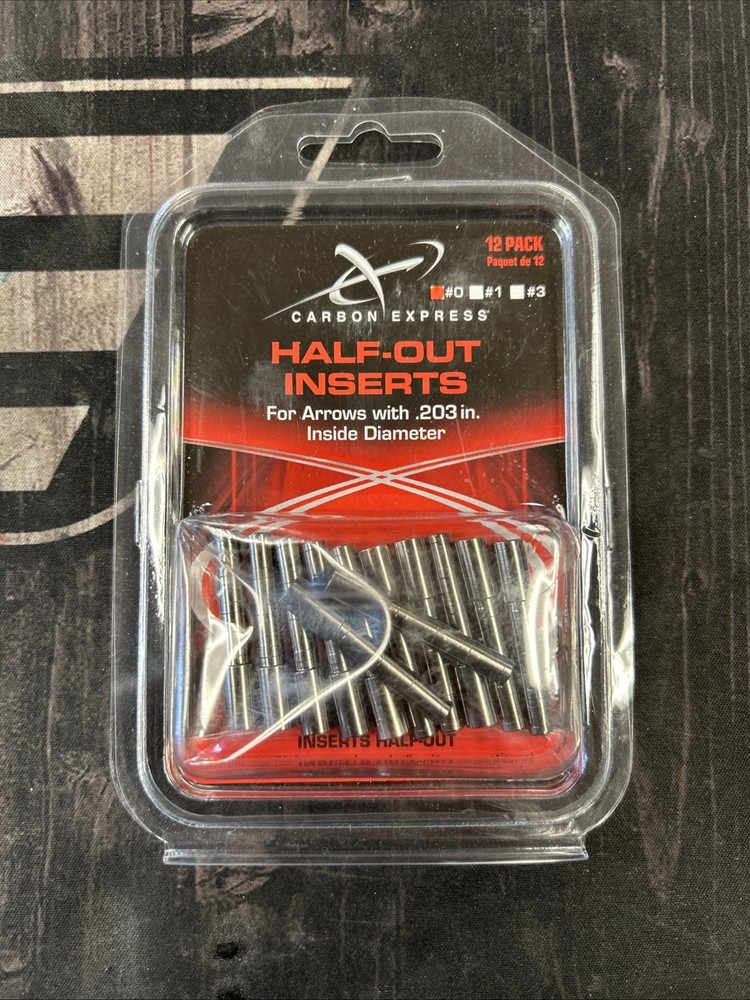 12 PACK
Paquet de 12
#0 #1 #3
CARBON EXPRESS
HALF-OUT
INSERTS
For Arrows with .203 in.
Inside Diameter
INSERTS HALF-OUT